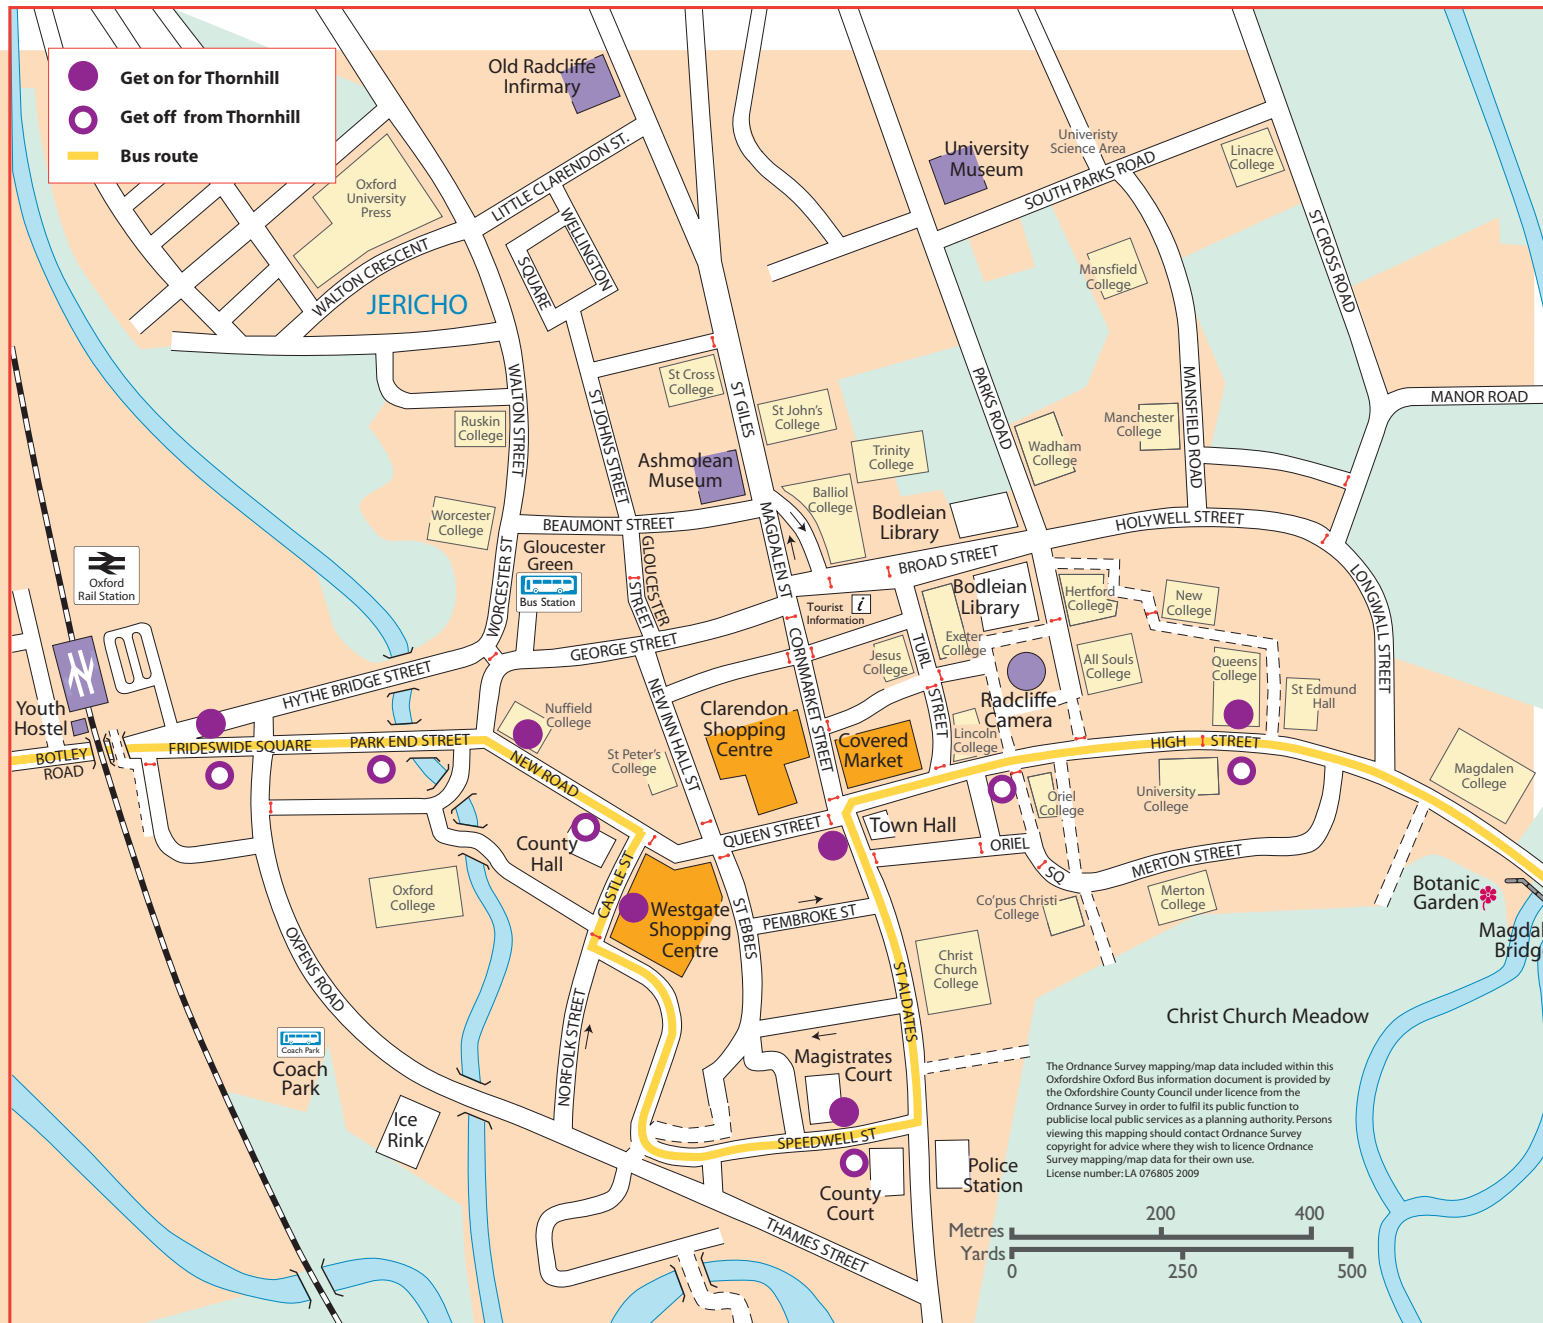 Get on for Thornhill
Get off  from Thornhill
Bus route
Old Radcliffe
Infirmary
Oxford
University
Press
LITTLE CLARENDON ST.
WELLINGTON
SQUARE
WALTON CRESCENT
JERICHO
University
Museum
Univeristy
Science Area
SOUTH PARKS ROAD
Linacre
College
ST CROSS ROAD
Mansfield
College
MANOR ROAD
WALTON STREET
ST JOHNS STREET
St Cross
College
ST GILES
St John's
College
Trinity
College
PARKS ROAD
MANSFIELD ROAD
Manchester
College
Wadham
College
Ruskin
College
Ashmolean
Museum
Balliol
College
Bodleian
Library
Worcester
College
BEAUMONT STREET
MAGDALEN ST
HOLYWELL STREET
BROAD STREET
Gloucester
Green
Bus Station
WORCESTER ST
GLOUCESTER
STREET
Oxford
Rail Station
LONGWALL STREET
Bodleian
Library
Hertford
College
New
College
Tourist
Information
i
GEORGE STREET
CORNMARKET STREET
TURL
STREET
Exeter
College
Jesus
College
All Souls
College
Queens
College
St Edmund
Hall
HYTHE BRIDGE STREET
NEW INN HALL ST
Radcliffe
Camera
Youth
Hostel
Nuffield
College
Clarendon
Shopping
Centre
Covered
Market
Lincoln
College
BOTLEY
ROAD
FRIDESWIDE SQUARE
PARK END STREET
NEW ROAD
St Peter's
College
HIGH
STREET
Magdalen
College
University
College
Oriel
College
QUEEN STREET
Town Hall
County
Hall
ORIEL
SQ
MERTON STREET
CASTLE ST
Oxford
College
Westgate
Shopping
Centre
ST EBBES
PEMBROKE ST
Co'pus Christi
College
Merton
College
Botanic
Garden
Magdal
Bridg
OXPENS ROAD
Christ
Church
College
ST ALDATES
Christ Church Meadow
NORFOLK STREET
Coach Park
Coach
Park
Magistrates
Court
The Ordnance Survey mapping/map data included within this
Oxfordshire Oxford Bus information document is provided by
the Oxfordshire County Council under licence from the
Ordnance Survey in order to fulfil its public function to
publicise local public services as a planning authority. Persons
viewing this mapping should contact Ordnance Survey
copyright for advice where they wish to licence Ordnance
Survey mapping/map data for their own use.
License number: LA 076805 2009
Ice
Rink
SPEEDWELL ST
County
Court
Police
Station
THAMES STREET
200
400
Metres
Yards
0
250
500